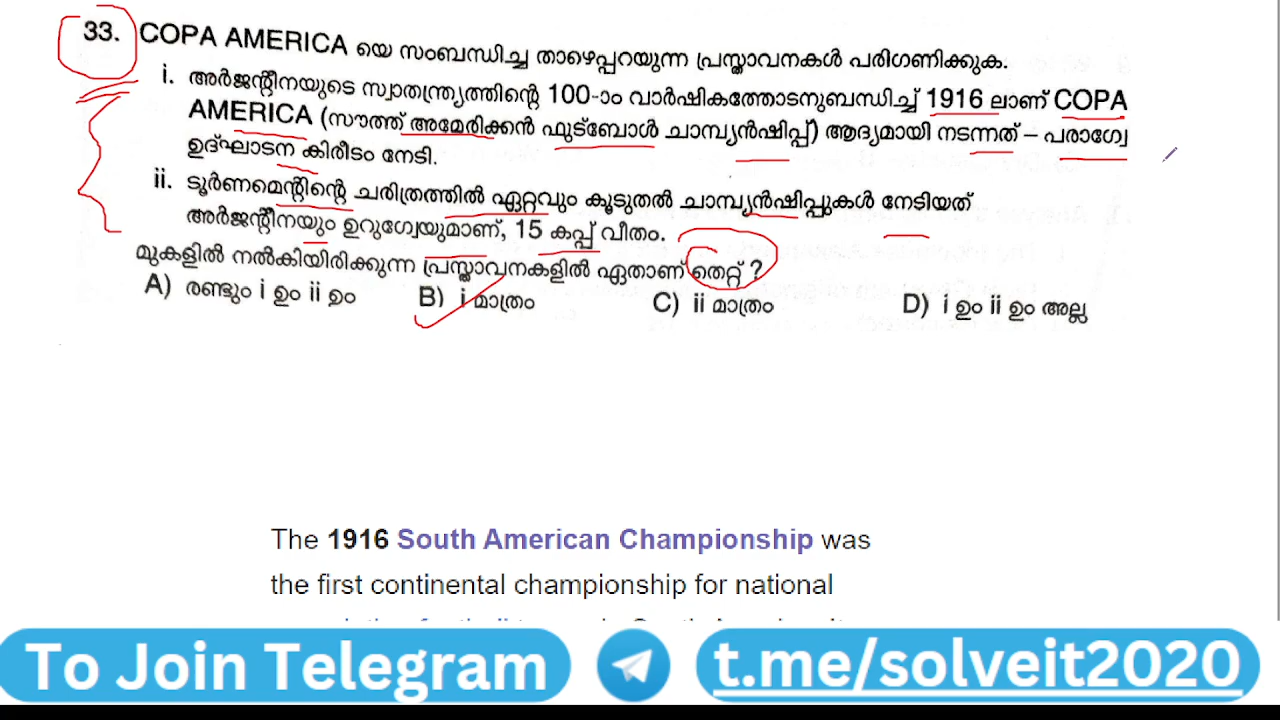 33. COPA AMERICA യെ സംബന്ധിച്ച താഴെപ്പറയുന്ന പ്രസ്താവനകൾ പരിഗണിക്കുക.
i. അർജന്റീനയുടെ സ്വാതന്ത്ര്യത്തിന്റെ 100-ാം വാർഷികത്തോടനുബന്ധിച്ച് 1916 ലാണ് COPA
AMERICA (സൗത്ത് അമേരിക്കൻ ഫുട്ബോൾ ചാമ്പ്യൻഷിപ്പ്) ആദ്യമായി നടന്നത് – പരാഗ്വേ
ഉദ്ഘാടന കിരീടം നേടി.
ii. ടൂർണമെന്റിന്റെ ചരിത്രത്തിൽ ഏറ്റവും കൂടുതൽ ചാമ്പ്യൻഷിപ്പുകൾ നേടിയത്
അർജന്റീനയും ഉറുഗ്വേയുമാണ്, 15 കപ്പ് വീതം.
മുകളിൽ നൽകിയിരിക്കുന്ന പ്രസ്താവനകളിൽ ഏതാണ് തെറ്റ് ?
A) രണ്ടും i ഉം ii ഉം B) i മാത്രം C) ii മാത്രം D) i ഉം ii ഉം അല്ല
The 1916 South American Championship was
the first continental championship for national
To Join Telegram t.me/solveit2020